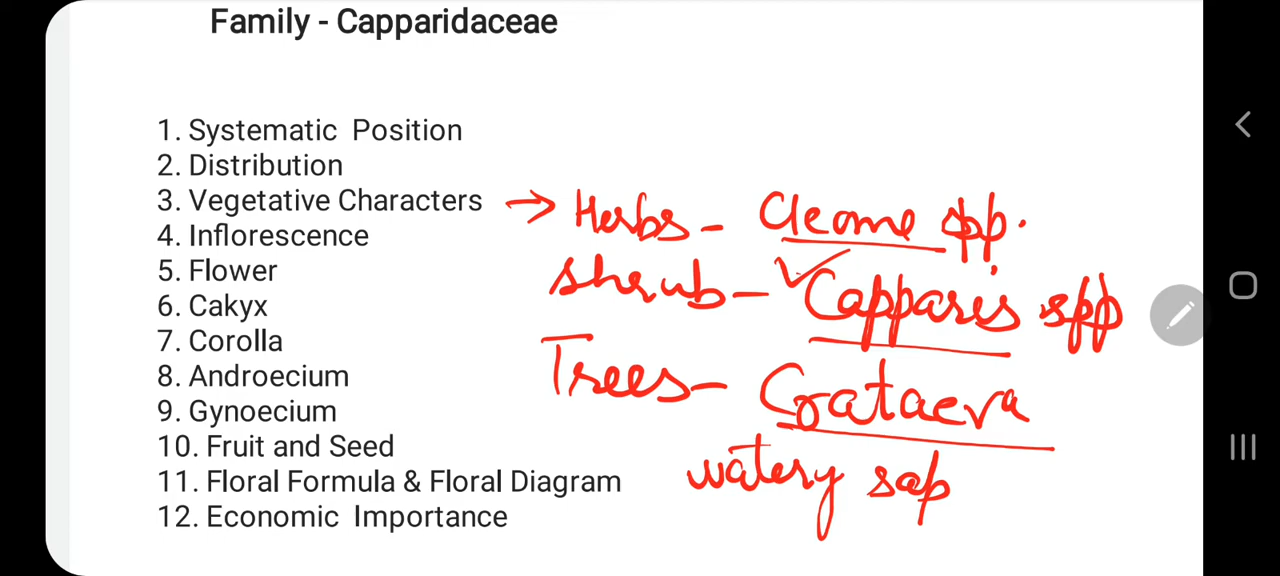 Family - Capparidaceae
1. Systematic Position
2. Distribution
3. Vegetative Characters → Herbs - Cleome spp.
4. Inflorescence
5. Flower
shrub - ✓ Capparis spp
6. Cakyx
7. Corolla
8. Androecium
Trees - Crataeva
9. Gynoecium
10. Fruit and Seed
11. Floral Formula & Floral Diagram
watery sap
12. Economic Importance